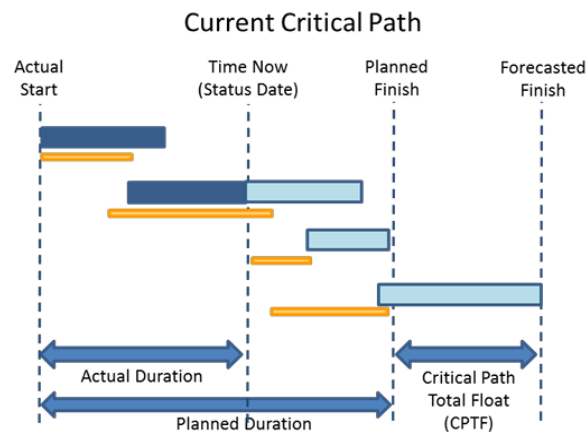 Current Critical Path
Actual
Start
Time Now
(Status Date)
Planned
Finish
Forecasted
Finish
Actual Duration
Planned Duration
Critical Path
Total Float
(CPTF)